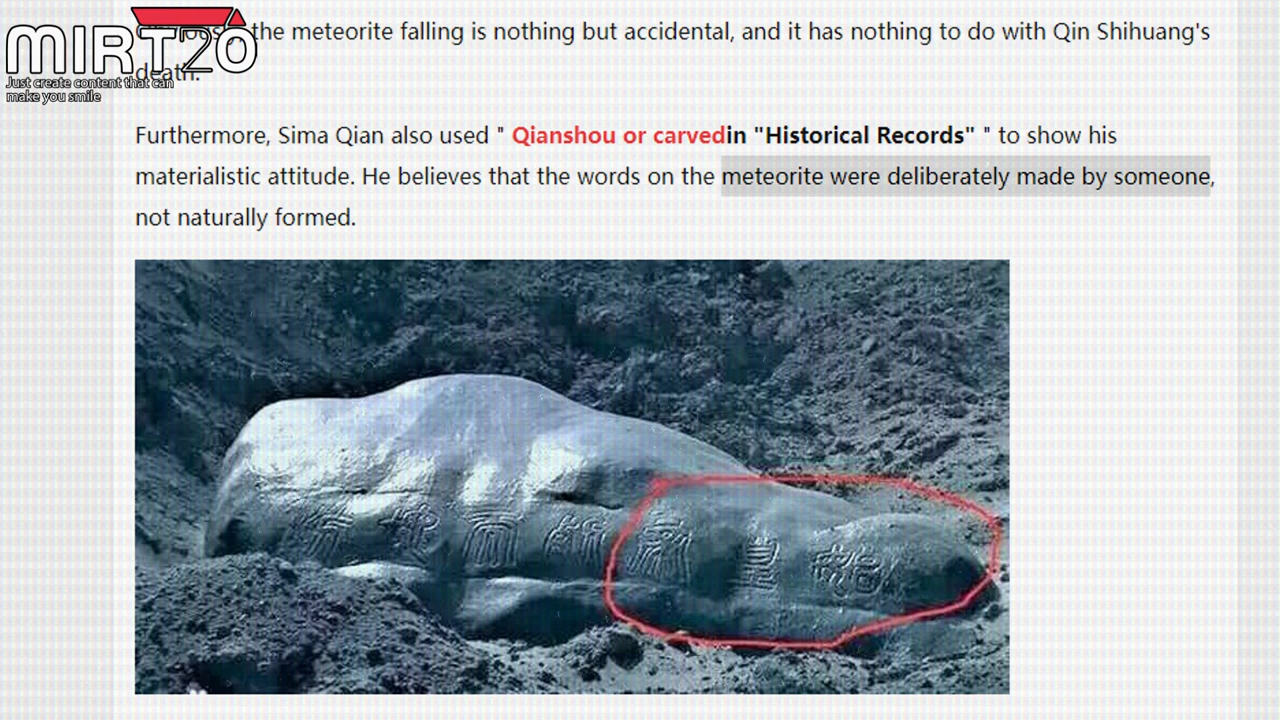 MIRT20
Just create content that can
make you smile
the meteorite falling is nothing but accidental, and it has nothing to do with Qin Shihuang's
death.
Furthermore, Sima Qian also used " Qianshou or carvedin "Historical Records" " to show his
materialistic attitude. He believes that the words on the meteorite were deliberately made by someone,
not naturally formed.